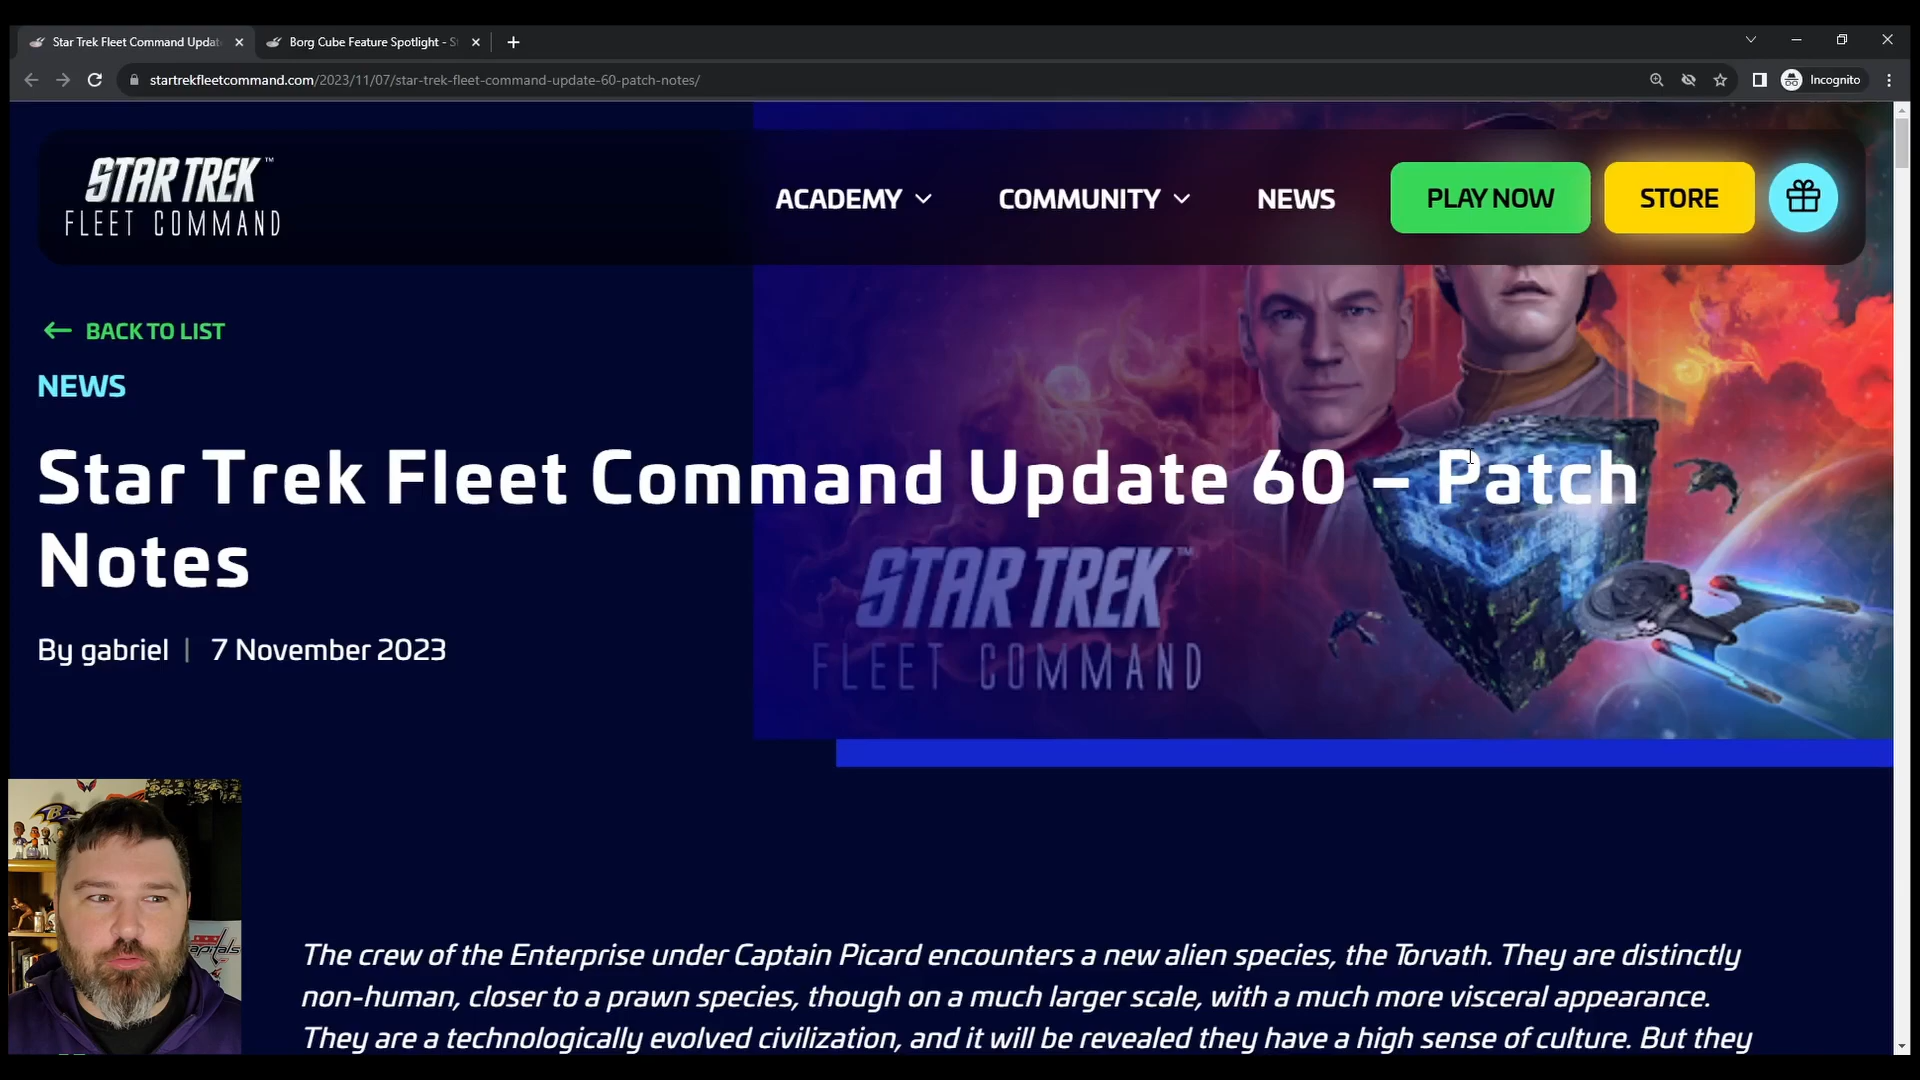 Star Trek Fleet Command Updat
Borg Cube Feature Spotlight - S
startrekfleetcommand.com/2023/11/07/star-trek-fleet-command-update-60-patch-notes/
Incognito
STAR TREK™
FLEET COMMAND
ACADEMY
COMMUNITY
NEWS
PLAY NOW
STORE
BACK TO LIST
NEWS
Star Trek Fleet Command Update 60 – Patch
Notes
STAR TREK™
FLEET COMMAND
By gabriel | 7 November 2023
capitals
The crew of the Enterprise under Captain Picard encounters a new alien species, the Torvath. They are distinctly
non-human, closer to a prawn species, though on a much larger scale, with a much more visceral appearance.
They are a technologically evolved civilization, and it will be revealed they have a high sense of culture. But they